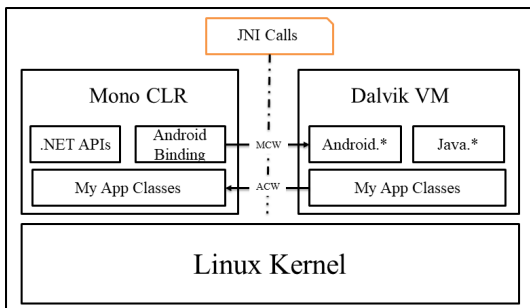 JNI Calls
Mono CLR
Dalvik VM
.NET APIs
Android
Binding
MCW
Android.*
Java.*
My App Classes
ACW
My App Classes
Linux Kernel